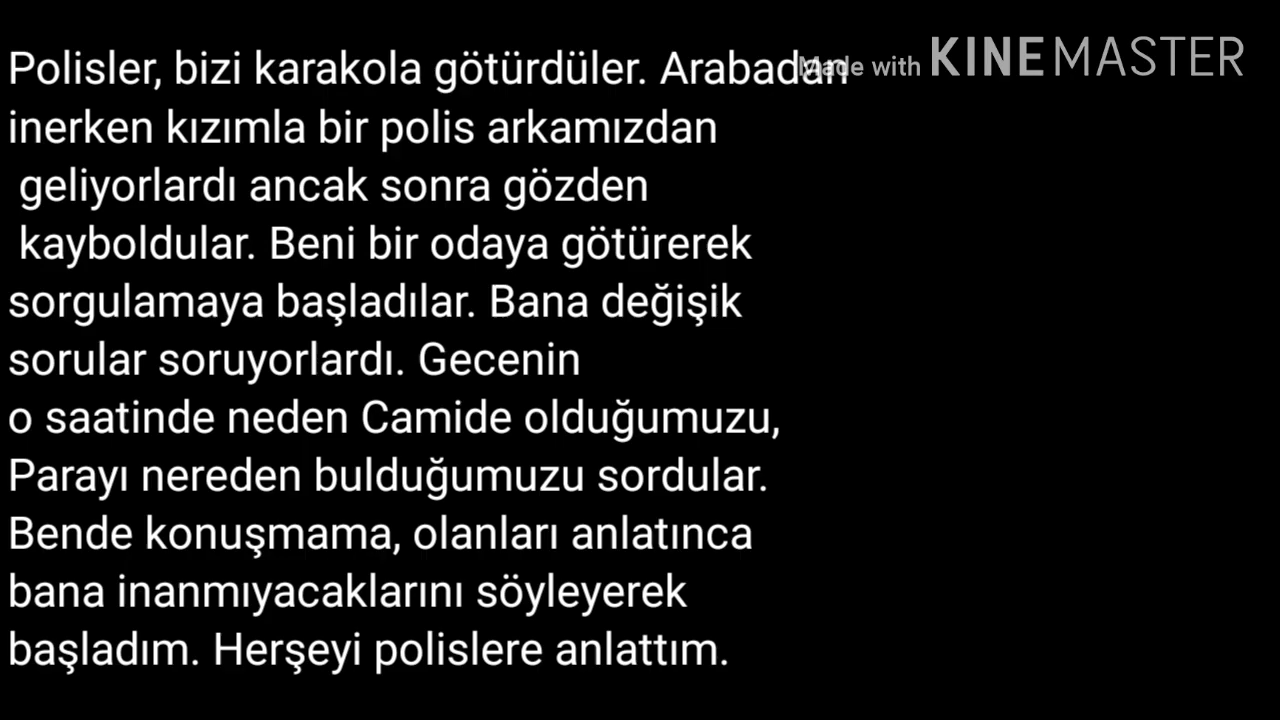 Polisler, bizi karakola götürdüler. Arabadan
Made with KINEMASTER
inerken kızımla bir polis arkamızdan
geliyorlardı ancak sonra gözden
kayboldular. Beni bir odaya götürerek
sorgulamaya başladılar. Bana değişik
sorular soruyorlardı. Gecenin
o saatinde neden Camide olduğumuzu,
Parayı nereden bulduğumuzu sordular.
Bende konuşmama, olanları anlatınca
bana inanmıyacaklarını söyleyerek
başladım. Herşeyi polislere anlattım.